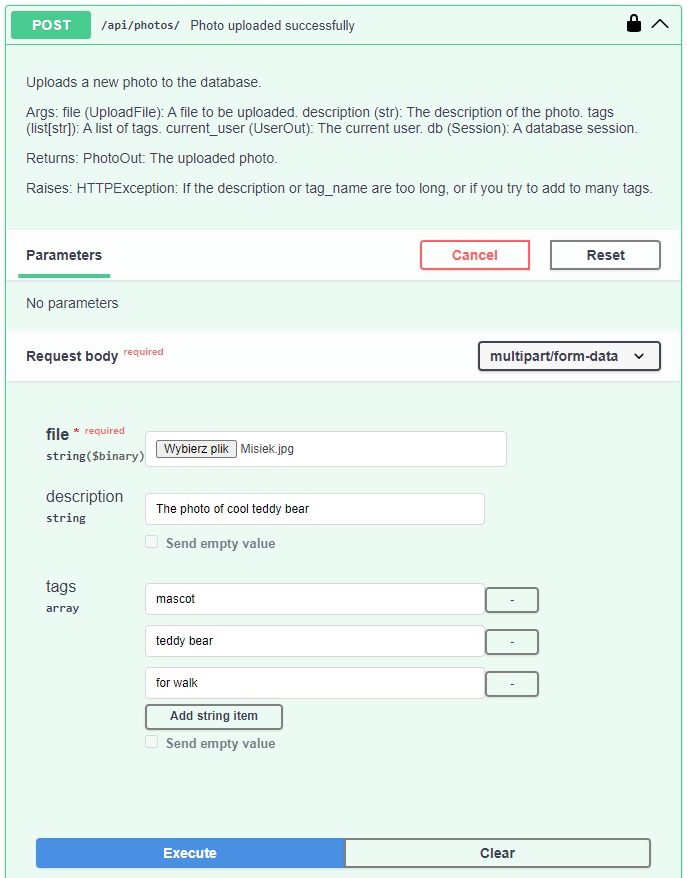 POST /api/photos/ Photo uploaded successfully
Uploads a new photo to the database.
Args: file (UploadFile): A file to be uploaded. description (str): The description of the photo. tags
(list[str]): A list of tags. current_user (UserOut): The current user. db (Session): A database session.
Returns: PhotoOut: The uploaded photo.
Raises: HTTPException: If the description or tag_name are too long, or if you try to add to many tags.
Parameters Cancel Reset
No parameters
Request body required multipart/form-data
file * required
string($binary) Wybierz plik Misiek.jpg
description
string The photo of cool teddy bear
Send empty value
tags
array mascot -
teddy bear -
for walk -
Add string item
Send empty value
Execute Clear